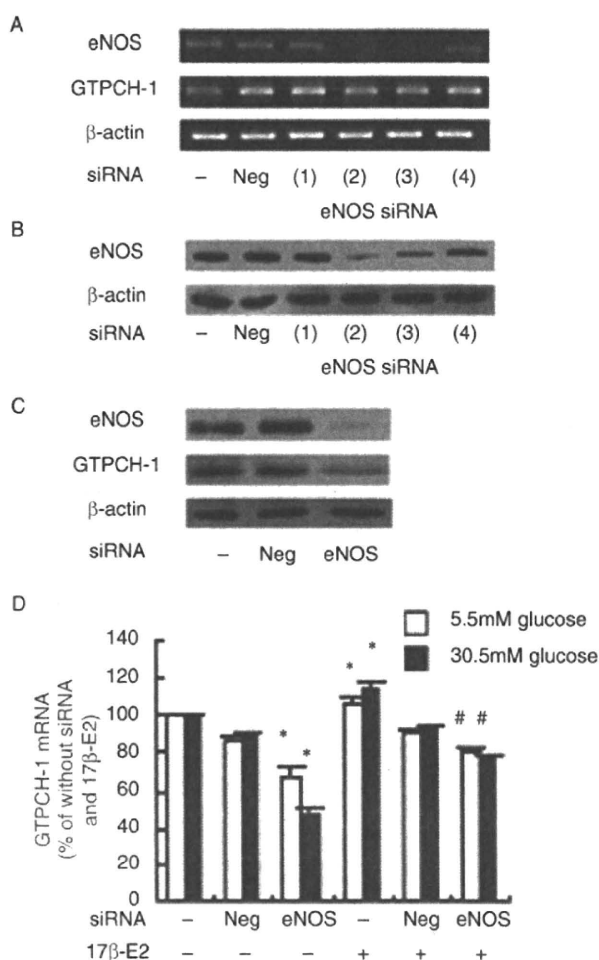 A
eNOS
GTPCH-1
β-actin
siRNA – Neg (1) (2) (3) (4)
eNOS siRNA
B
eNOS
β-actin
siRNA – Neg (1) (2) (3) (4)
eNOS siRNA
C
eNOS
GTPCH-1
β-actin
siRNA – Neg eNOS
D
5.5mM glucose
30.5mM glucose
GTPCH-1 mRNA
(% of without siRNA
and 17β-E2)
140
120
100
80
60
40
20
0
* * * * # #
siRNA – Neg eNOS – Neg eNOS
17β-E2 – – – + + +